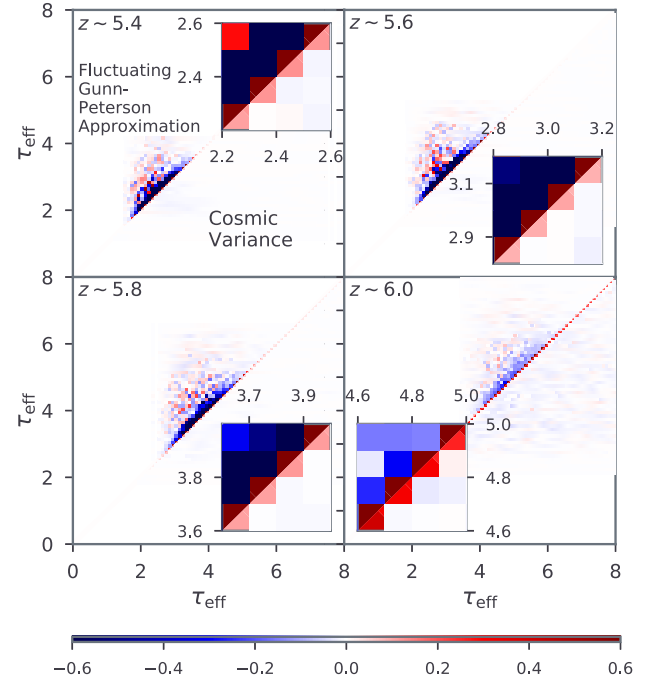 8
6
4
2
8
6
4
2
0
τeff
τeff
z ∼ 5.4
Fluctuating
Gunn-
Peterson
Approximation
2.6
2.4
2.2 2.4 2.6
Cosmic
Variance
z ∼ 5.6
2.8 3.0 3.2
3.1
2.9
z ∼ 5.8
3.7 3.9
3.8
3.6
z ∼ 6.0
4.6 4.8 5.0
5.0
4.8
4.6
0 2 4 6 8 2 4 6 8
τeff τeff
−0.6 −0.4 −0.2 0.0 0.2 0.4 0.6